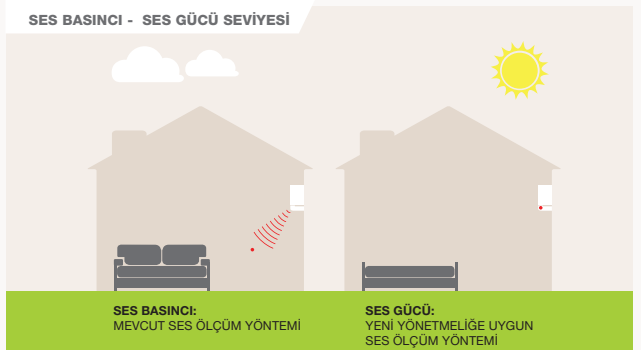 SES BASINCI - SES GÜCÜ SEVİYESİ
SES BASINCI:
MEVCUT SES ÖLÇÜM YÖNTEMİ
SES GÜCÜ:
YENİ YÖNETMELİĞE UYGUN
SES ÖLÇÜM YÖNTEMİ